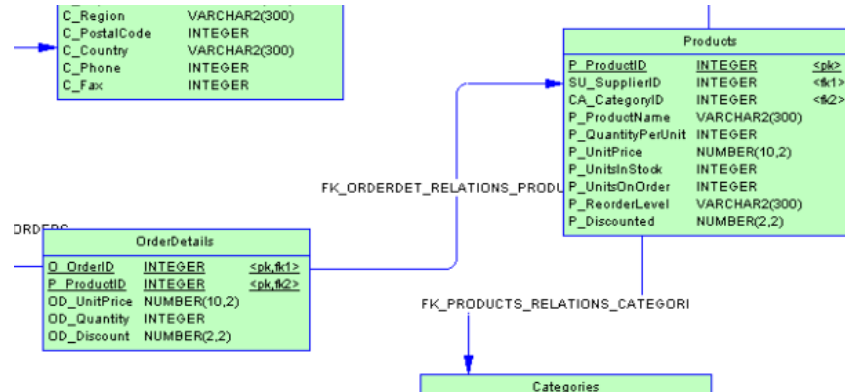 C_Region VARCHAR2(300)
C_PostalCode INTEGER
C_Country VARCHAR2(300)
C_Phone INTEGER
C_Fax INTEGER
Products
P_ProductID INTEGER <pk>
SU_SupplierID INTEGER <fk1>
CA_CategoryID INTEGER <fk2>
P_ProductName VARCHAR2(300)
P_QuantityPerUnit INTEGER
P_UnitPrice NUMBER(10,2)
P_UnitsInStock INTEGER
P_UnitsOnOrder INTEGER
P_ReorderLevel VARCHAR2(300)
P_Discounted NUMBER(2,2)
FK_ORDERDET_RELATIONS_PRODU
ORDERS
OrderDetails
O_OrderID INTEGER <pk,fk1>
P_ProductID INTEGER <pk,fk2>
OD_UnitPrice NUMBER(10,2)
OD_Quantity INTEGER
OD_Discount NUMBER(2,2)
FK_PRODUCTS_RELATIONS_CATEGORI
Categories